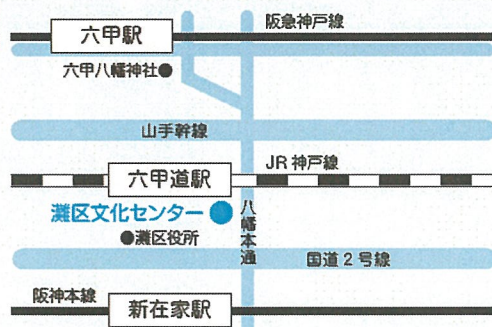 阪急神戸線
六甲駅
六甲八幡神社●
山手幹線
JR神戸線
六甲道駅
灘区文化センター●
●灘区役所
八幡本通
国道2号線
阪神本線
新在家駅